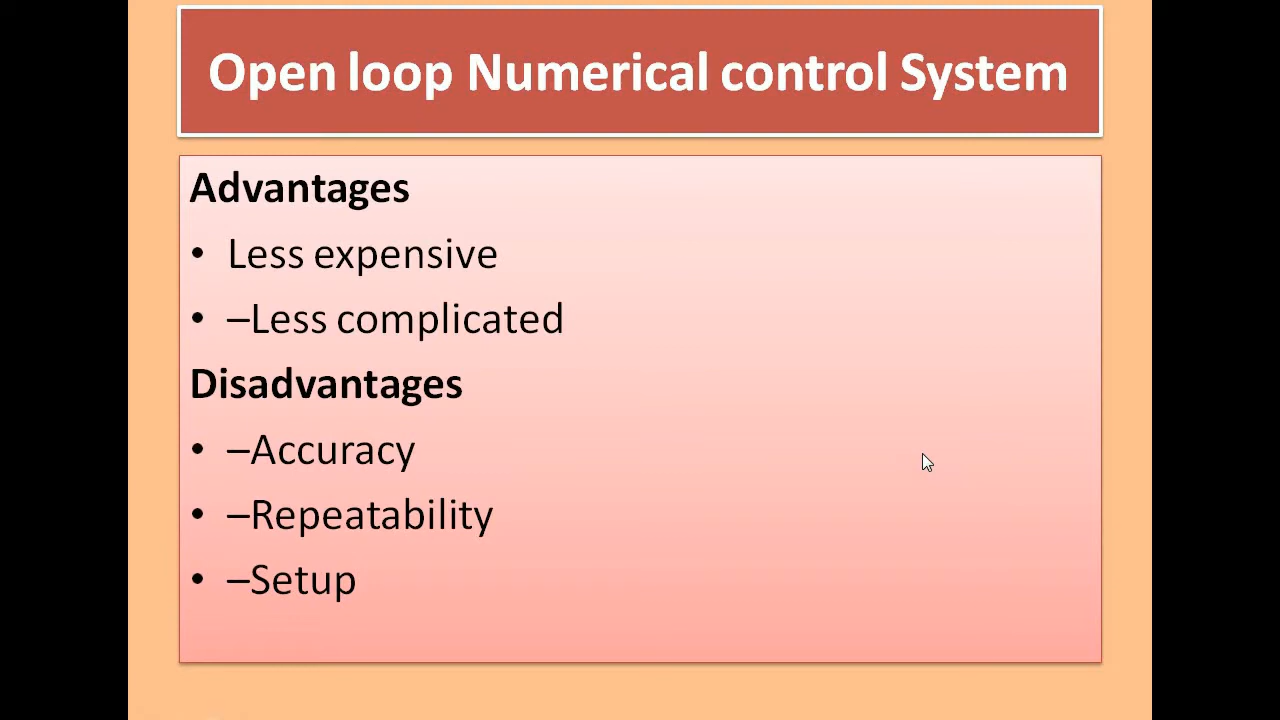 Open loop Numerical control System
Advantages
• Less expensive
• –Less complicated
Disadvantages
• –Accuracy
• –Repeatability
• –Setup